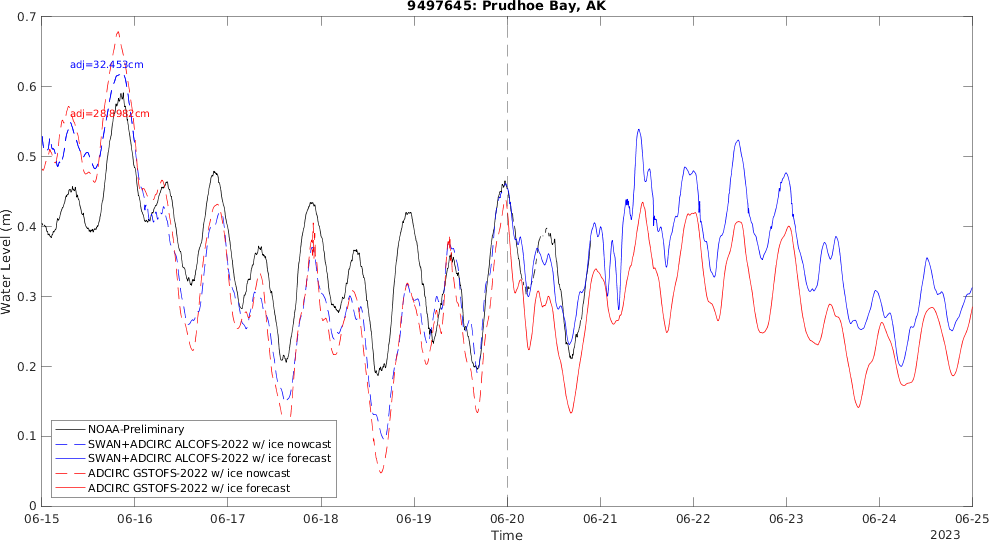 9497645: Prudhoe Bay, AK
0.7
0.6
0.5
0.4
0.3
0.2
0.1
0
Water Level (m)
adj=32.453cm
adj=28.8982cm
NOAA-Preliminary
SWAN+ADCIRC ALCOFS-2022 w/ ice nowcast
SWAN+ADCIRC ALCOFS-2022 w/ ice forecast
ADCIRC GSTOFS-2022 w/ ice nowcast
ADCIRC GSTOFS-2022 w/ ice forecast
06-15 06-16 06-17 06-18 06-19 06-20 06-21 06-22 06-23 06-24 06-25
Time
2023